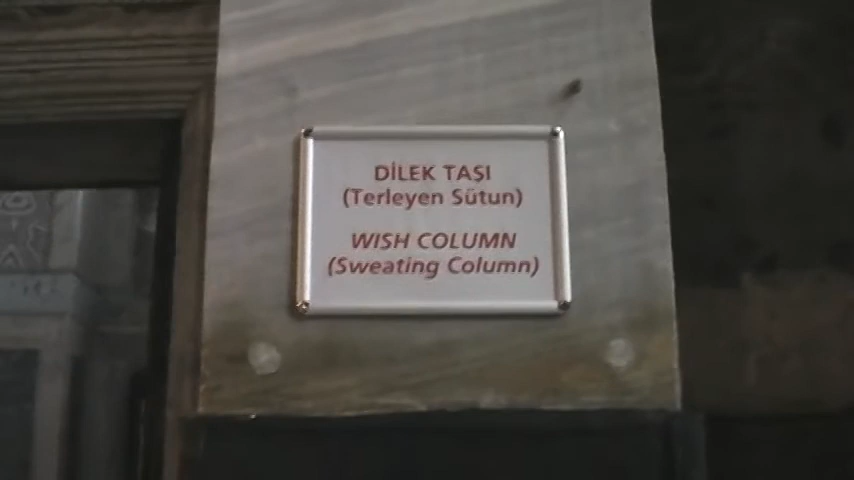 DİLEK TAŞI
(Terleyen Sütun)
WISH COLUMN
(Sweating Column)